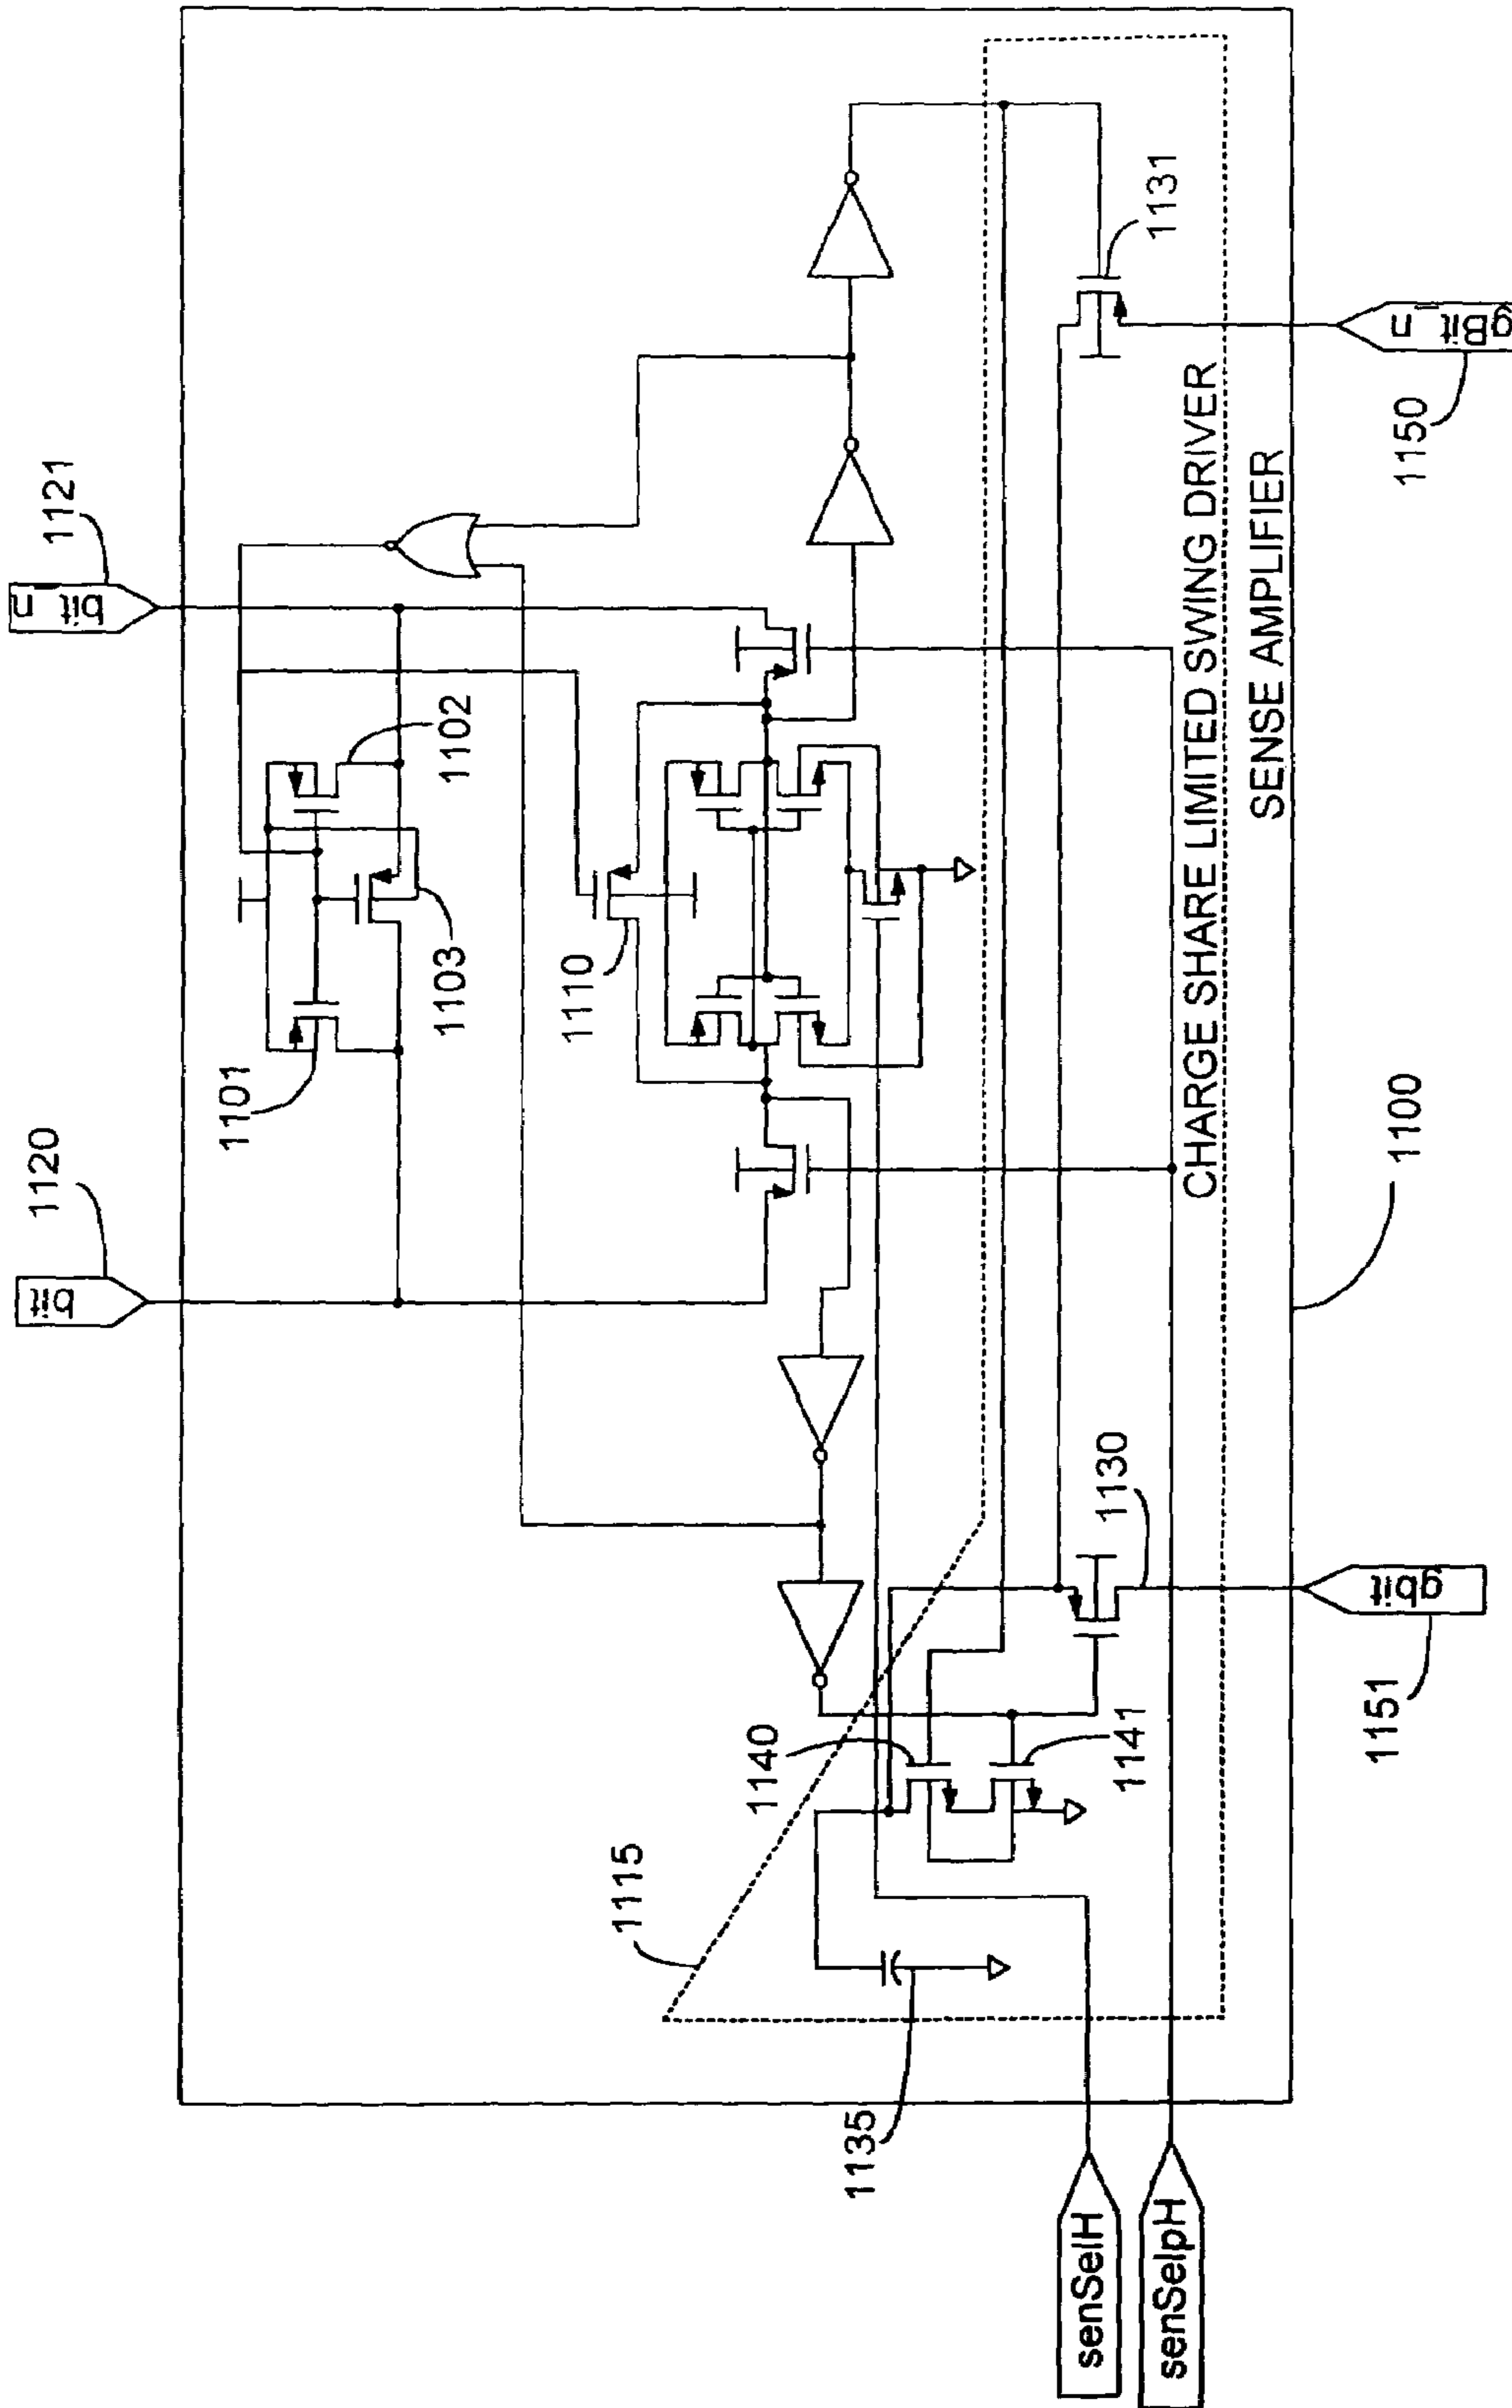 bit
1120
bit_n
1121
1101
1102
1103
1110
1115
1140
1141
1130
1131
1135
CHARGE SHARE LIMITED SWING DRIVER
SENSE AMPLIFIER
1100
senSelH
senSelpH
gbit
1151
gBit_n
1150